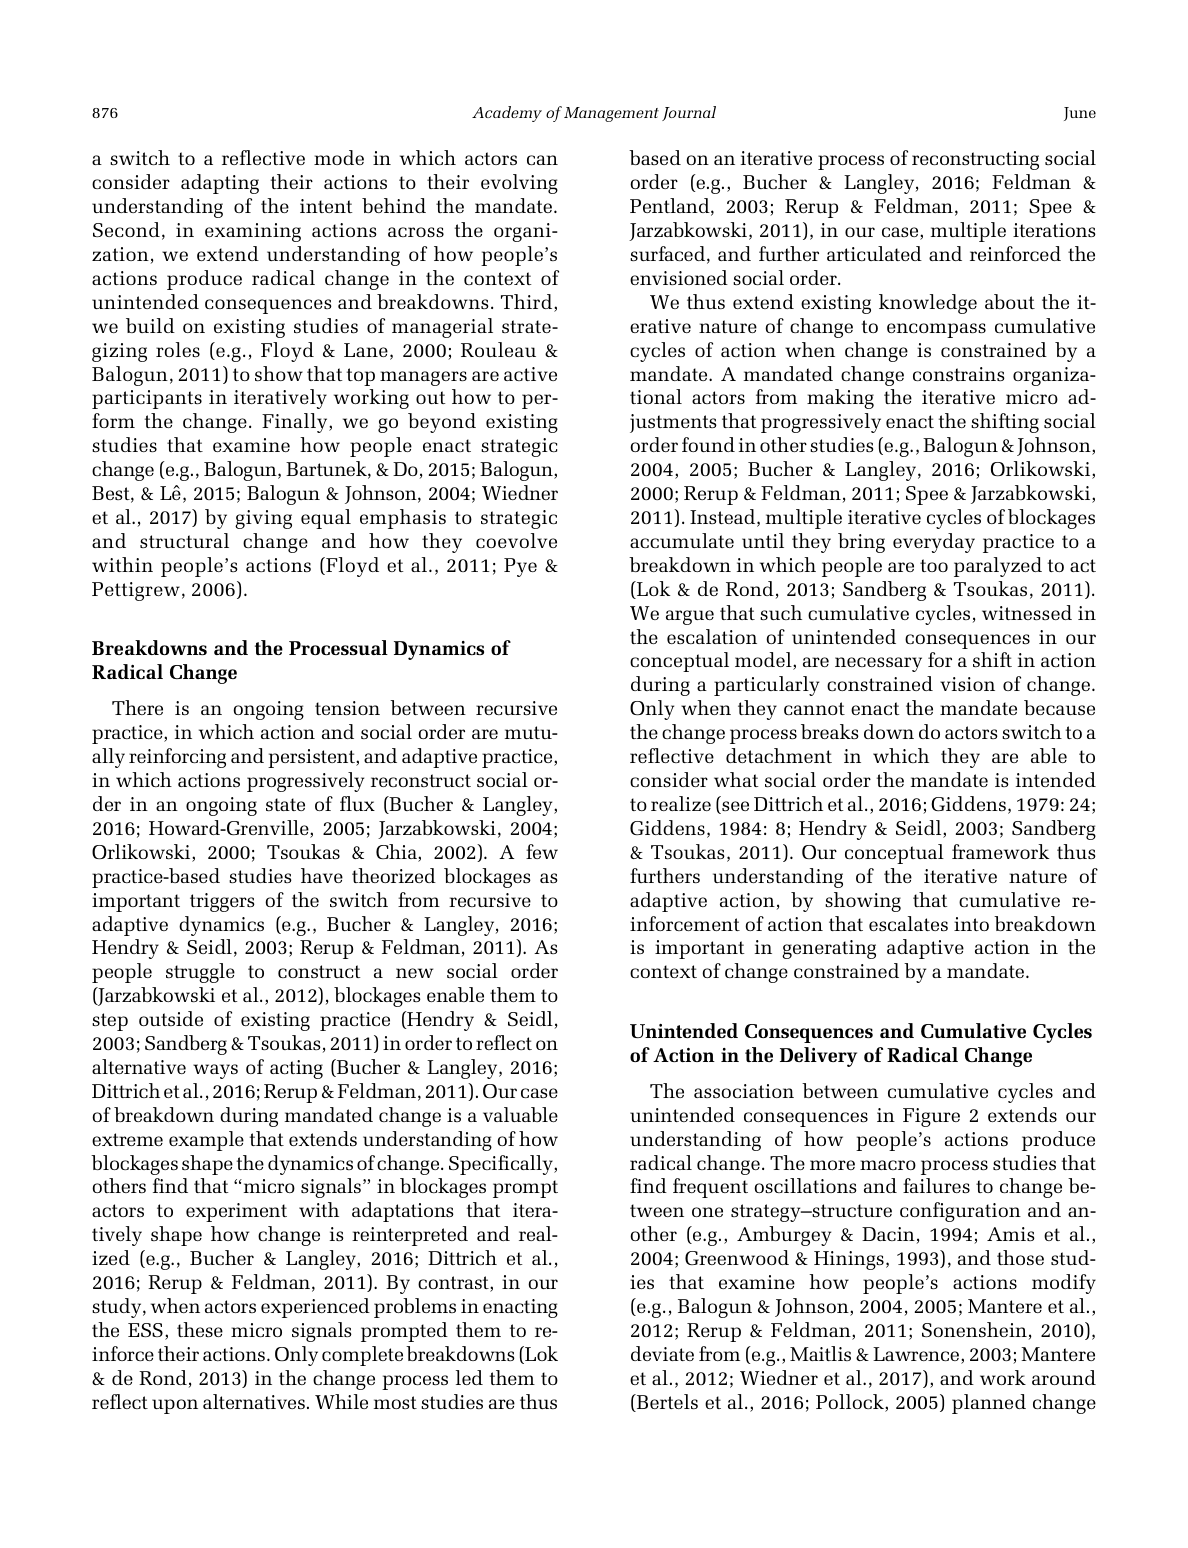 876
Academy of Management Journal
June
a switch to a reflective mode in which actors can
consider adapting their actions to their evolving
understanding of the intent behind the mandate.
Second, in examining actions across the organi-
zation, we extend understanding of how people’s
actions produce radical change in the context of
unintended consequences and breakdowns. Third,
we build on existing studies of managerial strate-
gizing roles (e.g., Floyd & Lane, 2000; Rouleau &
Balogun, 2011) to show that top managers are active
participants in iteratively working out how to per-
form the change. Finally, we go beyond existing
studies that examine how people enact strategic
change (e.g., Balogun, Bartunek, & Do, 2015; Balogun,
Best, & Lê, 2015; Balogun & Johnson, 2004; Wiedner
et al., 2017) by giving equal emphasis to strategic
and structural change and how they coevolve
within people’s actions (Floyd et al., 2011; Pye &
Pettigrew, 2006).
Breakdowns and the Processual Dynamics of
Radical Change
There is an ongoing tension between recursive
practice, in which action and social order are mutu-
ally reinforcing and persistent, and adaptive practice,
in which actions progressively reconstruct social or-
der in an ongoing state of flux (Bucher & Langley,
2016; Howard-Grenville, 2005; Jarzabkowski, 2004;
Orlikowski, 2000; Tsoukas & Chia, 2002). A few
practice-based studies have theorized blockages as
important triggers of the switch from recursive to
adaptive dynamics (e.g., Bucher & Langley, 2016;
Hendry & Seidl, 2003; Rerup & Feldman, 2011). As
people struggle to construct a new social order
(Jarzabkowski et al., 2012), blockages enable them to
step outside of existing practice (Hendry & Seidl,
2003; Sandberg & Tsoukas, 2011) in order to reflect on
alternative ways of acting (Bucher & Langley, 2016;
Dittrich et al., 2016; Rerup & Feldman, 2011). Our case
of breakdown during mandated change is a valuable
extreme example that extends understanding of how
blockages shape the dynamics of change. Specifically,
others find that “micro signals” in blockages prompt
actors to experiment with adaptations that itera-
tively shape how change is reinterpreted and real-
ized (e.g., Bucher & Langley, 2016; Dittrich et al.,
2016; Rerup & Feldman, 2011). By contrast, in our
study, when actors experienced problems in enacting
the ESS, these micro signals prompted them to re-
inforce their actions. Only complete breakdowns (Lok
& de Rond, 2013) in the change process led them to
reflect upon alternatives. While most studies are thus
based on an iterative process of reconstructing social
order (e.g., Bucher & Langley, 2016; Feldman &
Pentland, 2003; Rerup & Feldman, 2011; Spee &
Jarzabkowski, 2011), in our case, multiple iterations
surfaced, and further articulated and reinforced the
envisioned social order.
We thus extend existing knowledge about the it-
erative nature of change to encompass cumulative
cycles of action when change is constrained by a
mandate. A mandated change constrains organiza-
tional actors from making the iterative micro ad-
justments that progressively enact the shifting social
order found in other studies (e.g., Balogun & Johnson,
2004, 2005; Bucher & Langley, 2016; Orlikowski,
2000; Rerup & Feldman, 2011; Spee & Jarzabkowski,
2011). Instead, multiple iterative cycles of blockages
accumulate until they bring everyday practice to a
breakdown in which people are too paralyzed to act
(Lok & de Rond, 2013; Sandberg & Tsoukas, 2011).
We argue that such cumulative cycles, witnessed in
the escalation of unintended consequences in our
conceptual model, are necessary for a shift in action
during a particularly constrained vision of change.
Only when they cannot enact the mandate because
the change process breaks down do actors switch to a
reflective detachment in which they are able to
consider what social order the mandate is intended
to realize (see Dittrich et al., 2016; Giddens, 1979: 24;
Giddens, 1984: 8; Hendry & Seidl, 2003; Sandberg
& Tsoukas, 2011). Our conceptual framework thus
furthers understanding of the iterative nature of
adaptive action, by showing that cumulative re-
inforcement of action that escalates into breakdown
is important in generating adaptive action in the
context of change constrained by a mandate.
Unintended Consequences and Cumulative Cycles
of Action in the Delivery of Radical Change
The association between cumulative cycles and
unintended consequences in Figure 2 extends our
understanding of how people’s actions produce
radical change. The more macro process studies that
find frequent oscillations and failures to change be-
tween one strategy–structure configuration and an-
other (e.g., Amburgey & Dacin, 1994; Amis et al.,
2004; Greenwood & Hinings, 1993), and those stud-
ies that examine how people’s actions modify
(e.g., Balogun & Johnson, 2004, 2005; Mantere et al.,
2012; Rerup & Feldman, 2011; Sonenshein, 2010),
deviate from (e.g., Maitlis & Lawrence, 2003; Mantere
et al., 2012; Wiedner et al., 2017), and work around
(Bertels et al., 2016; Pollock, 2005) planned change